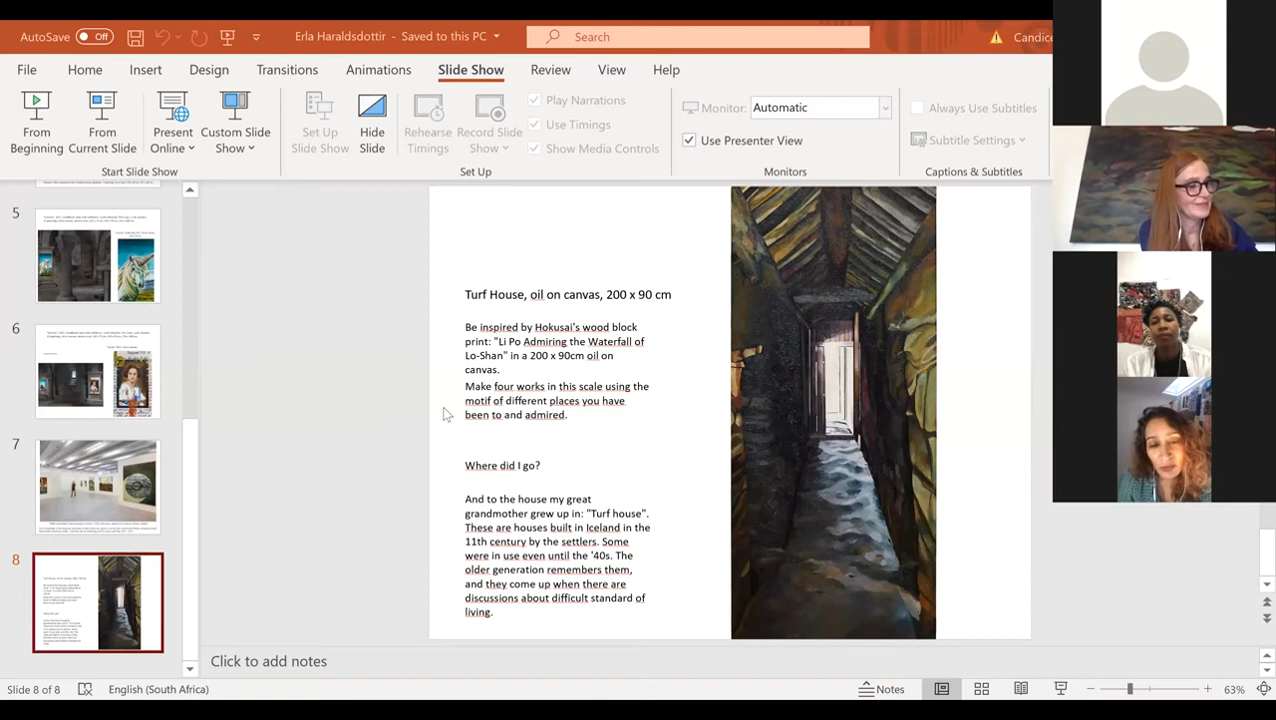 AutoSave
Off
Erla Haraldsdottir - Saved to this PC
Search
Candice
File
Home
Insert
Design
Transitions
Animations
Slide Show
Review
View
Help
From
Beginning
From
Current Slide
Present
Online
Custom Slide
Show
Set Up
Slide Show
Hide
Slide
Rehearse
Timings
Record Slide
Show
Play Narrations
Use Timings
Show Media Controls
Monitor:
Automatic
Use Presenter View
Always Use Subtitles
Subtitle Settings
Start Slide Show
Set Up
Monitors
Captions & Subtitles
5
6
7
8
Turf House, oil on canvas, 200 x 90 cm
Be inspired by Hokusai's wood block
print: "Li Po Admiring the Waterfall of
Lo-Shan" in a 200 x 90cm oil on
canvas.
Make four works in this scale using the
motif of different places you have
been to and admired.
Where did I go?
And to the house my great
grandmother grew up in: "Turf house".
These are houses built in Iceland in the
11th century by the settlers. Some
were in use even until the '40s. The
older generation remembers them,
and they come up when there are
discussions about difficult standard of
living.
Click to add notes
Slide 8 of 8
English (South Africa)
Notes
63%